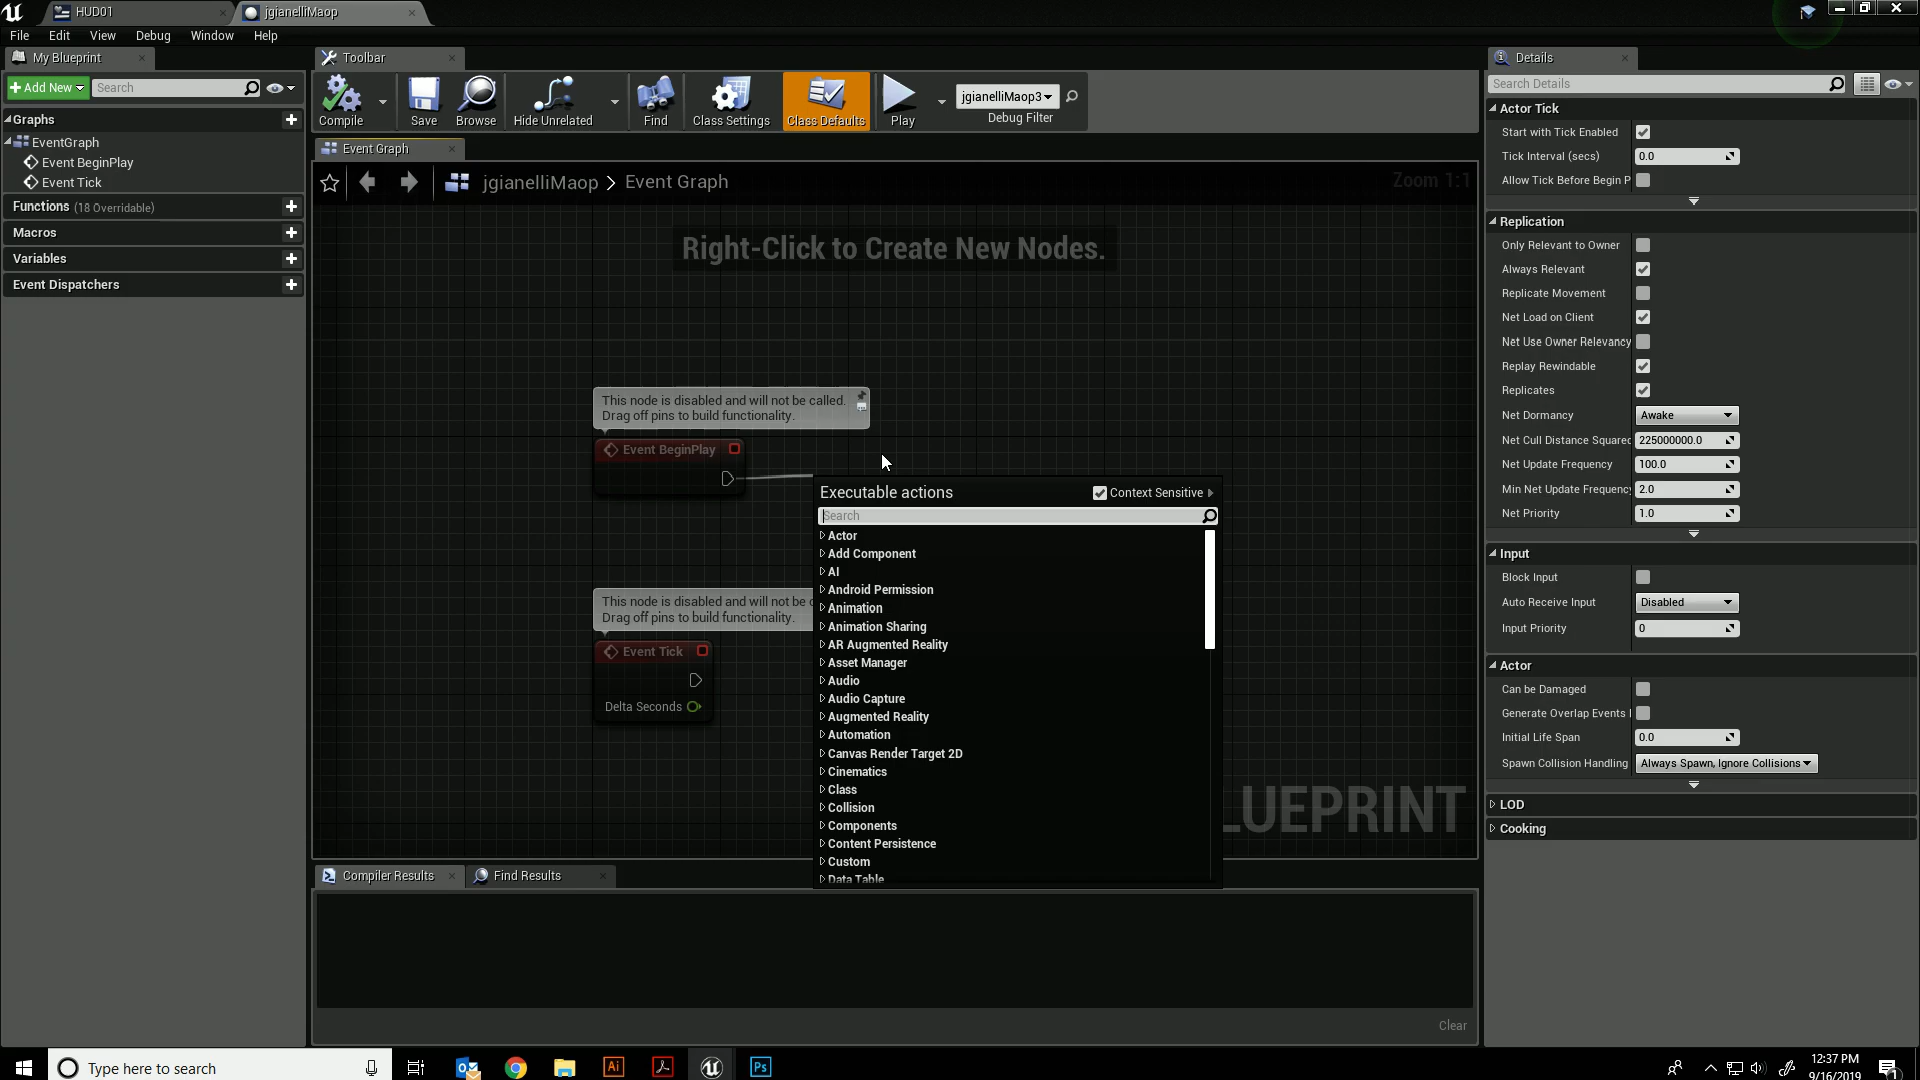 HUD01
jgianelliMaop
File Edit View Debug Window Help
My Blueprint
Toolbar
Details
Add New
Search
Compile
Save
Browse
Hide Unrelated
Find
Class Settings
Class Defaults
Play
jgianelliMaop3
Debug Filter
Search Details
Graphs
EventGraph
Event BeginPlay
Event Tick
Functions (18 Overridable)
Macros
Variables
Event Dispatchers
Event Graph
jgianelliMaop > Event Graph
Zoom 1:1
Right-Click to Create New Nodes.
This node is disabled and will not be called.
Drag off pins to build functionality.
Event BeginPlay
This node is disabled and will not be c
Drag off pins to build functionality.
Event Tick
Delta Seconds
Executable actions
Context Sensitive
Search
Actor
Add Component
AI
Android Permission
Animation
Animation Sharing
AR Augmented Reality
Asset Manager
Audio
Audio Capture
Augmented Reality
Automation
Canvas Render Target 2D
Cinematics
Class
Collision
Components
Content Persistence
Custom
Data Table
LUEPRINT
Compiler Results
Find Results
Clear
Actor Tick
Start with Tick Enabled
Tick Interval (secs) 0.0
Allow Tick Before Begin P
Replication
Only Relevant to Owner
Always Relevant
Replicate Movement
Net Load on Client
Net Use Owner Relevancy
Replay Rewindable
Replicates
Net Dormancy Awake
Net Cull Distance Squared 225000000.0
Net Update Frequency 100.0
Min Net Update Frequency 2.0
Net Priority 1.0
Input
Block Input
Auto Receive Input Disabled
Input Priority 0
Actor
Can be Damaged
Generate Overlap Events
Initial Life Span 0.0
Spawn Collision Handling Always Spawn, Ignore Collisions
LOD
Cooking
Type here to search
Ai
Ps
12:37 PM
9/16/2019
1